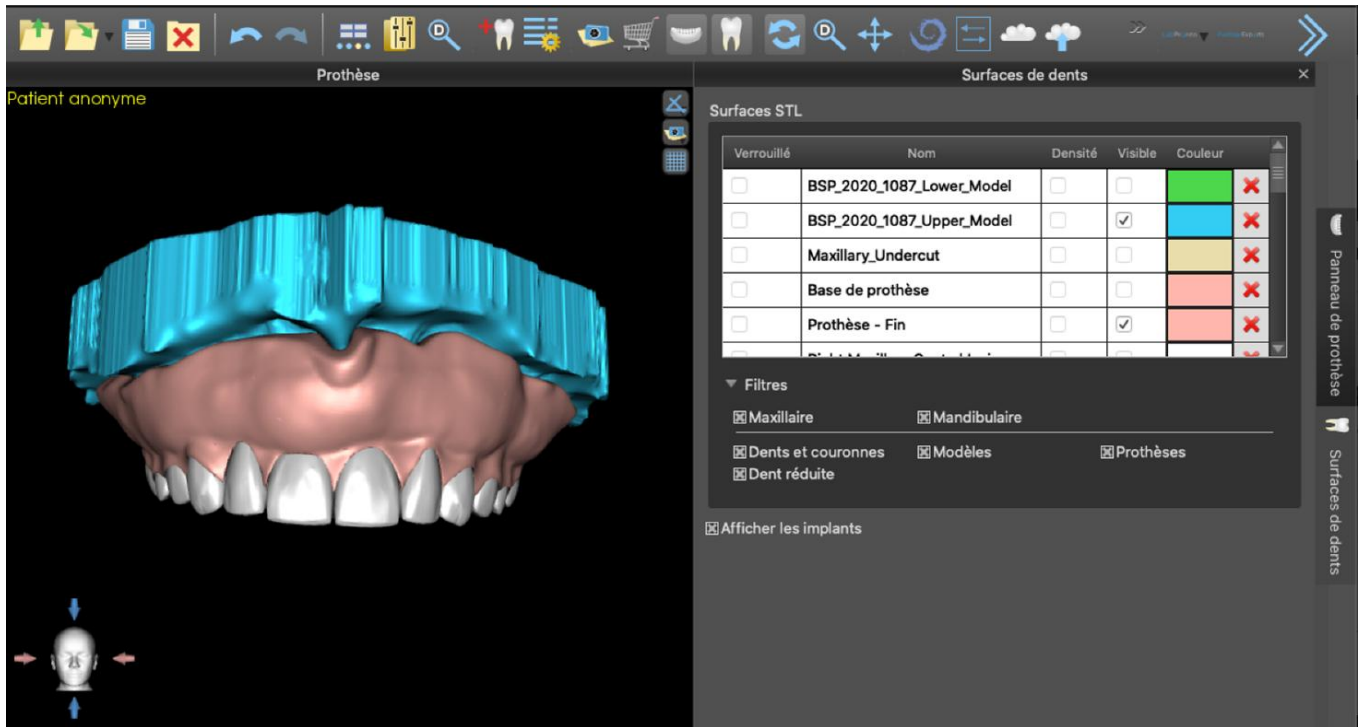 Prothèse
Surfaces de dents
Patient anonyme
Surfaces STL
Verrouillé Nom Densité Visible Couleur
BSP_2020_1087_Lower_Model
BSP_2020_1087_Upper_Model
Maxillary_Undercut
Base de prothèse
Prothèse - Fin
Filtres
Maxillaire Mandibulaire
Dents et couronnes Modèles Prothèses
Dent réduite
Afficher les implants
Panneau de prothèse
Surfaces de dents